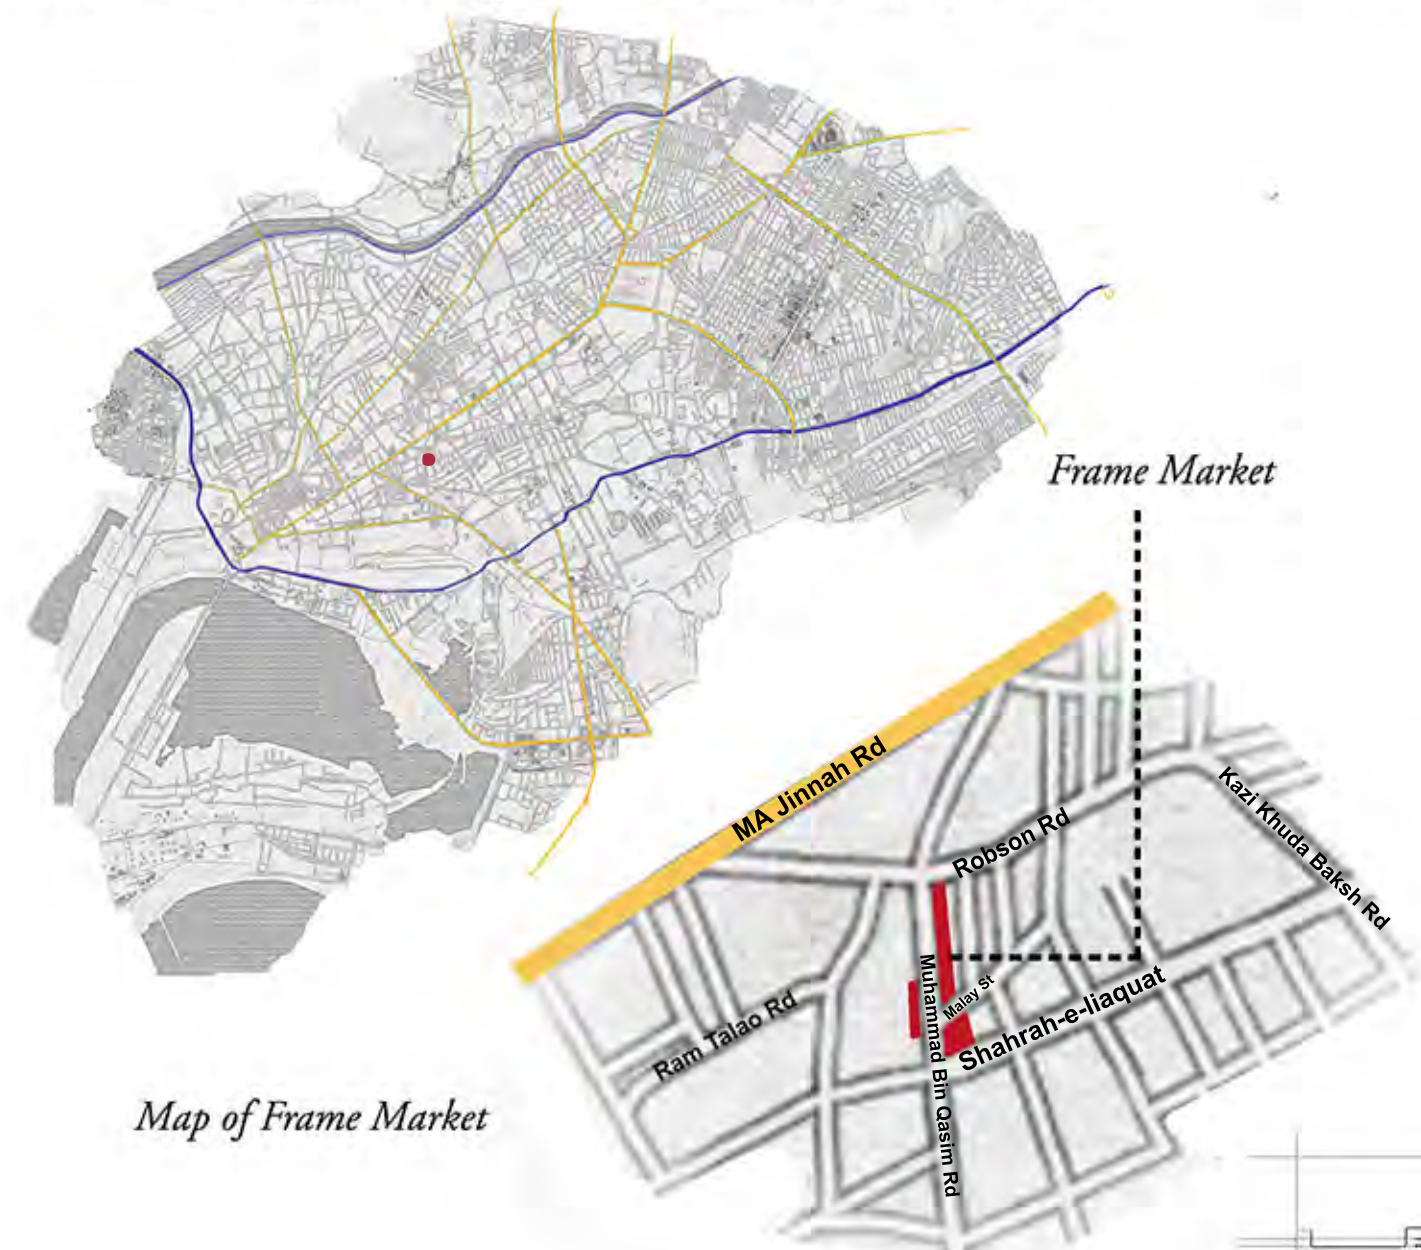 Frame Market
MA Jinnah Rd
Robson Rd
Kazi Khuda Baksh Rd
Muhammad Bin Qasim Rd
Malay St
Shahrah-e-liaquat
Ram Talao Rd
Map of Frame Market